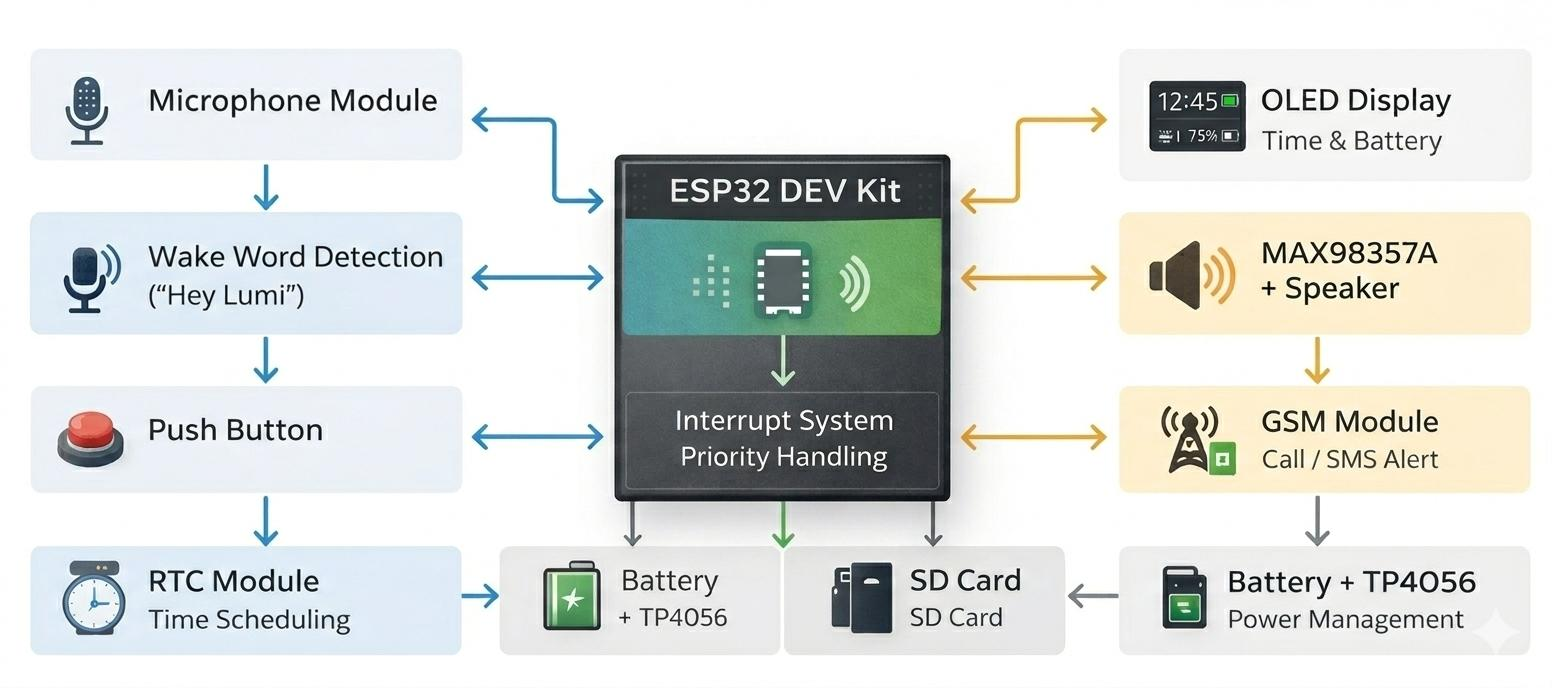 Microphone Module
Wake Word Detection
("Hey Lumi")
Push Button
RTC Module
Time Scheduling
ESP32 DEV Kit
Interrupt System
Priority Handling
Battery
+ TP4056
SD Card
SD Card
12:45
75%
OLED Display
Time & Battery
MAX98357A
+ Speaker
GSM Module
Call / SMS Alert
Battery + TP4056
Power Management